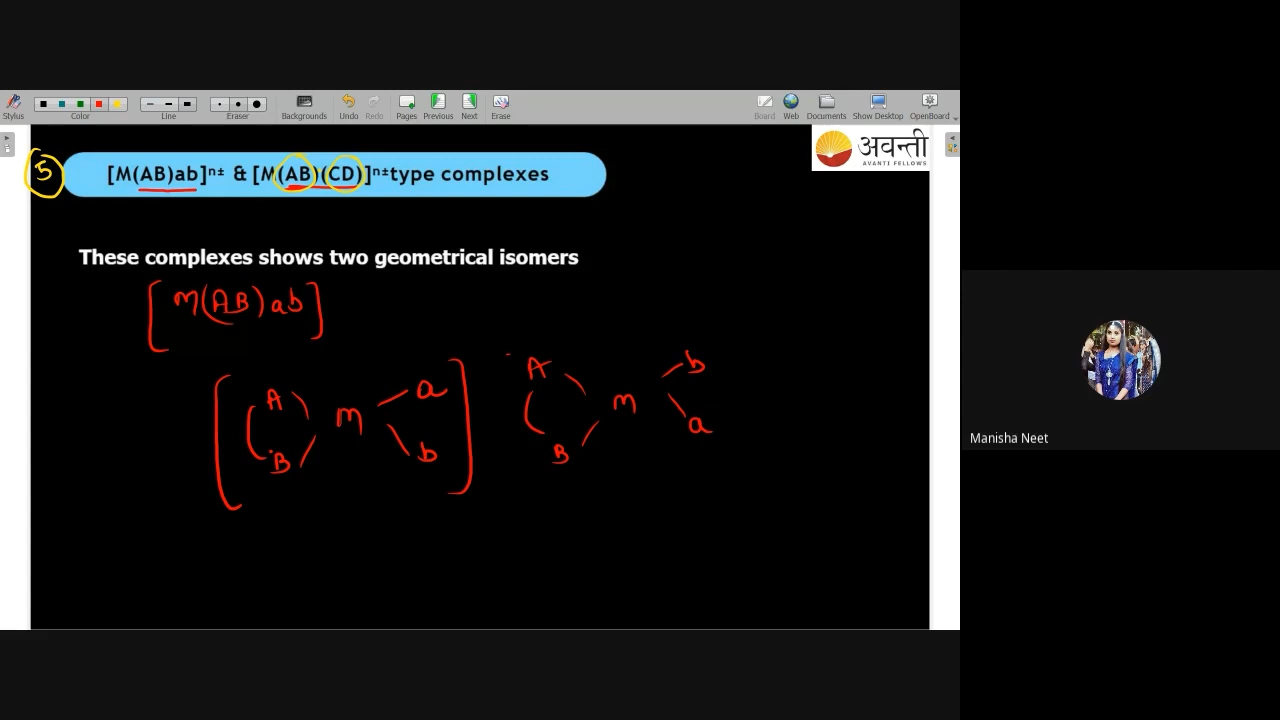 Stylus
Color
Line
Eraser
Backgrounds
Undo
Redo
Pages
Previous
Next
Erase
Board
Web
Documents
Show Desktop
OpenBoard
अवन्ती
AVANTI FELLOWS
5
[M(AB)ab]ⁿ± & [M(AB)(CD)]ⁿ±type complexes
These complexes shows two geometrical isomers
[M(AB)ab]
A M a
B b
A M b
B a
Manisha Neet